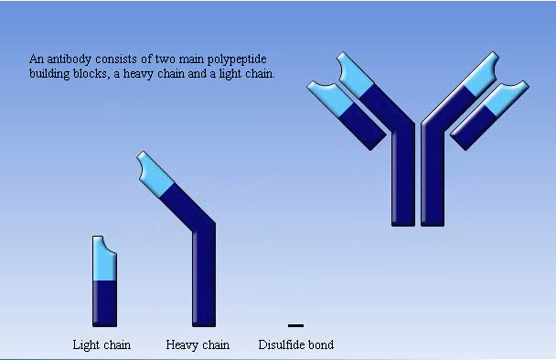 An antibody consists of two main polypeptide
building blocks, a heavy chain and a light chain.
Light chain
Heavy chain
Disulfide bond